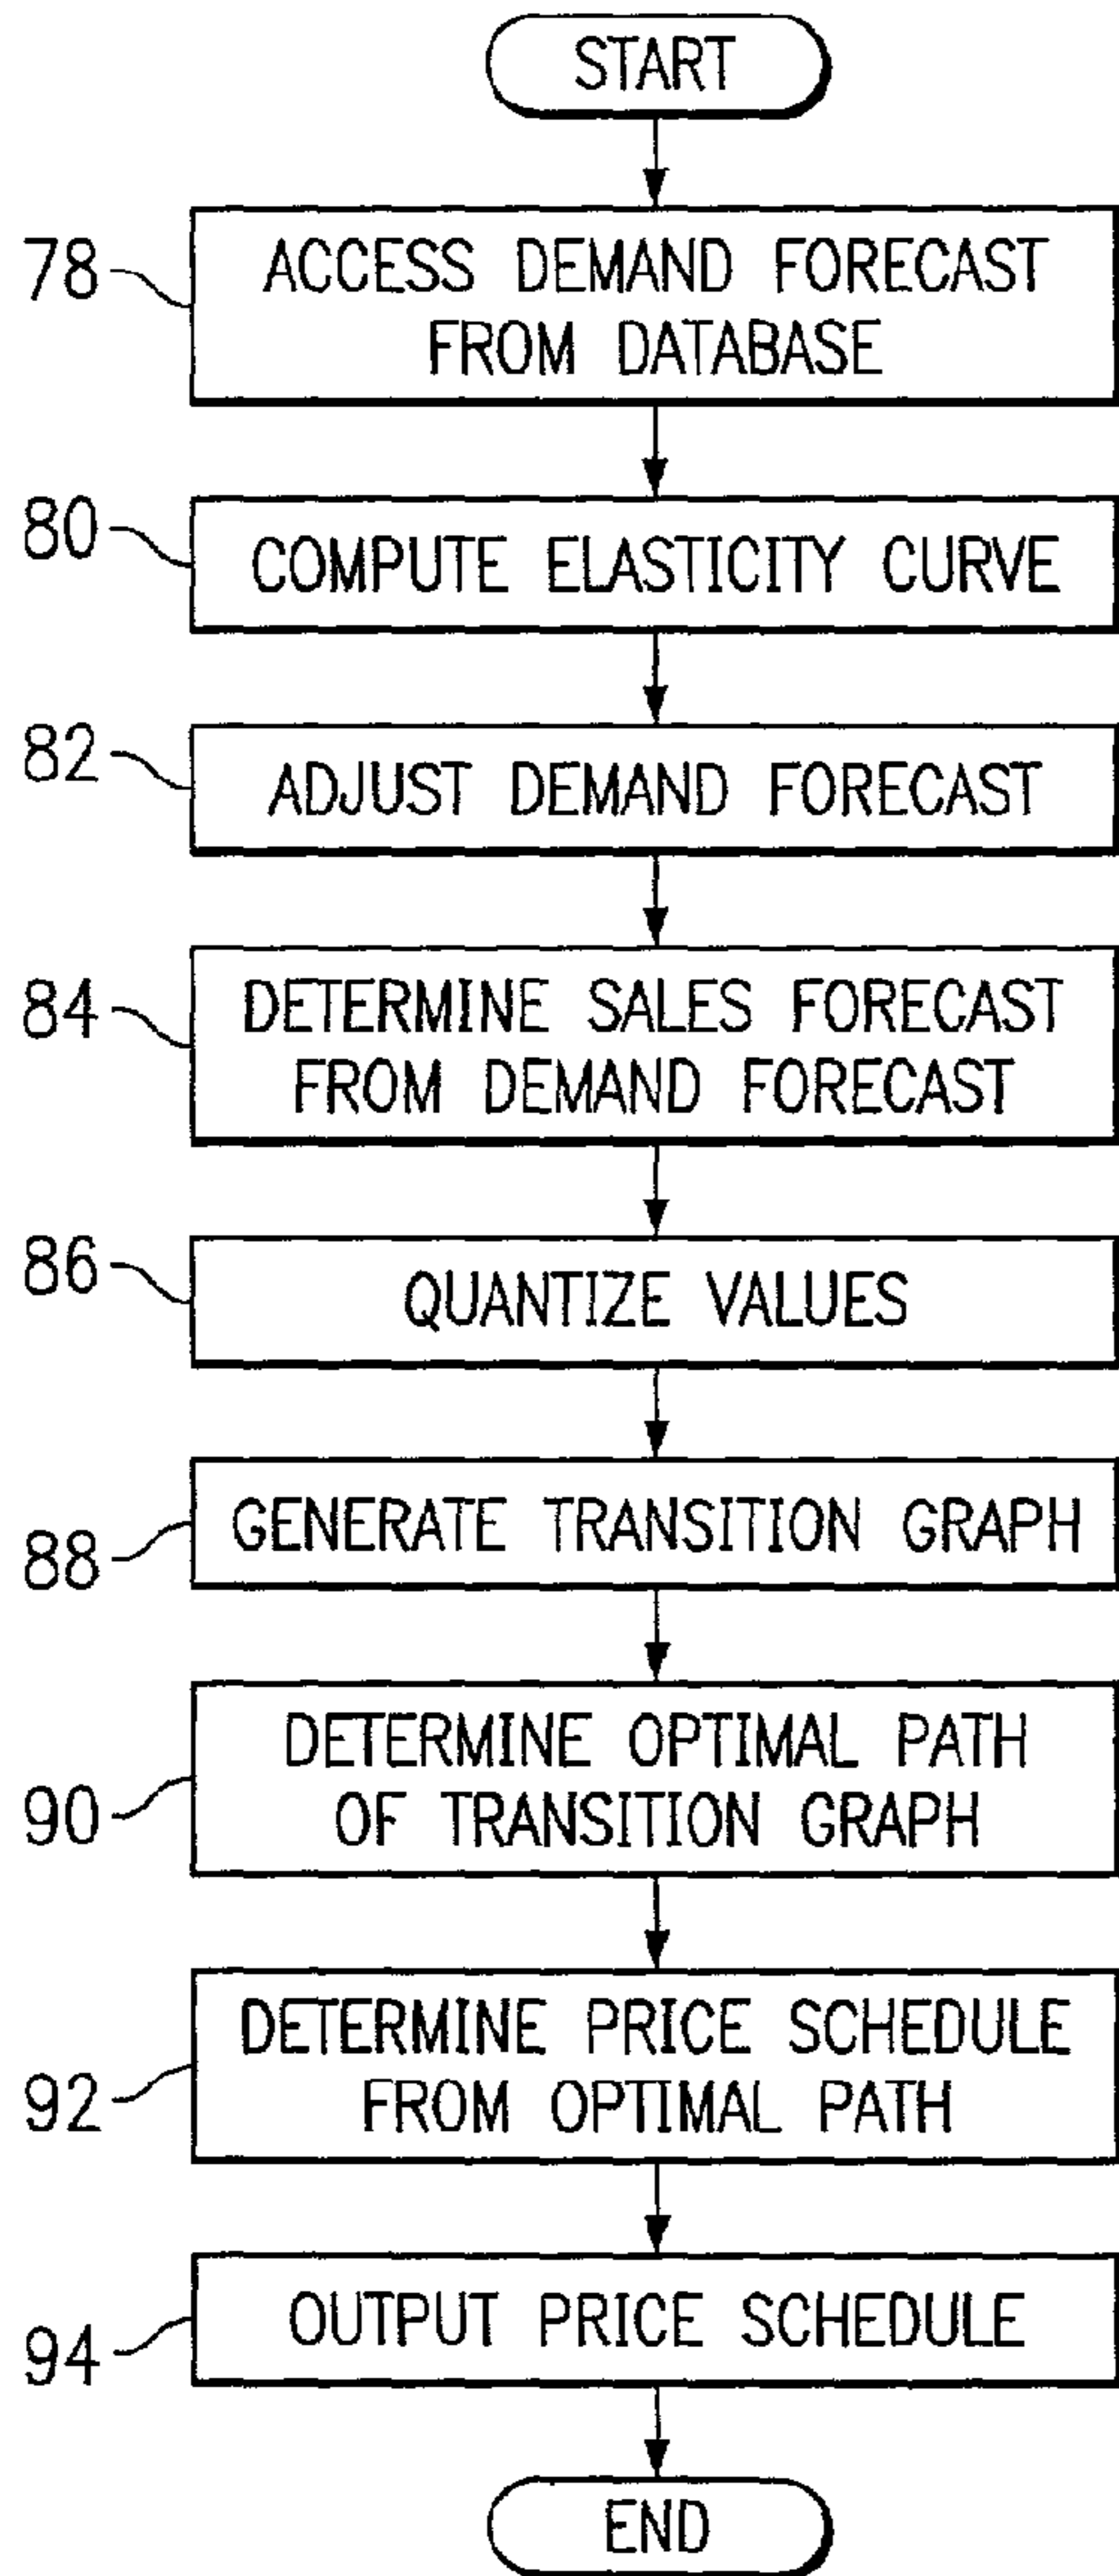 START
78
ACCESS DEMAND FORECAST
FROM DATABASE
80
COMPUTE ELASTICITY CURVE
82
ADJUST DEMAND FORECAST
84
DETERMINE SALES FORECAST
FROM DEMAND FORECAST
86
QUANTIZE VALUES
88
GENERATE TRANSITION GRAPH
90
DETERMINE OPTIMAL PATH
OF TRANSITION GRAPH
92
DETERMINE PRICE SCHEDULE
FROM OPTIMAL PATH
94
OUTPUT PRICE SCHEDULE
END